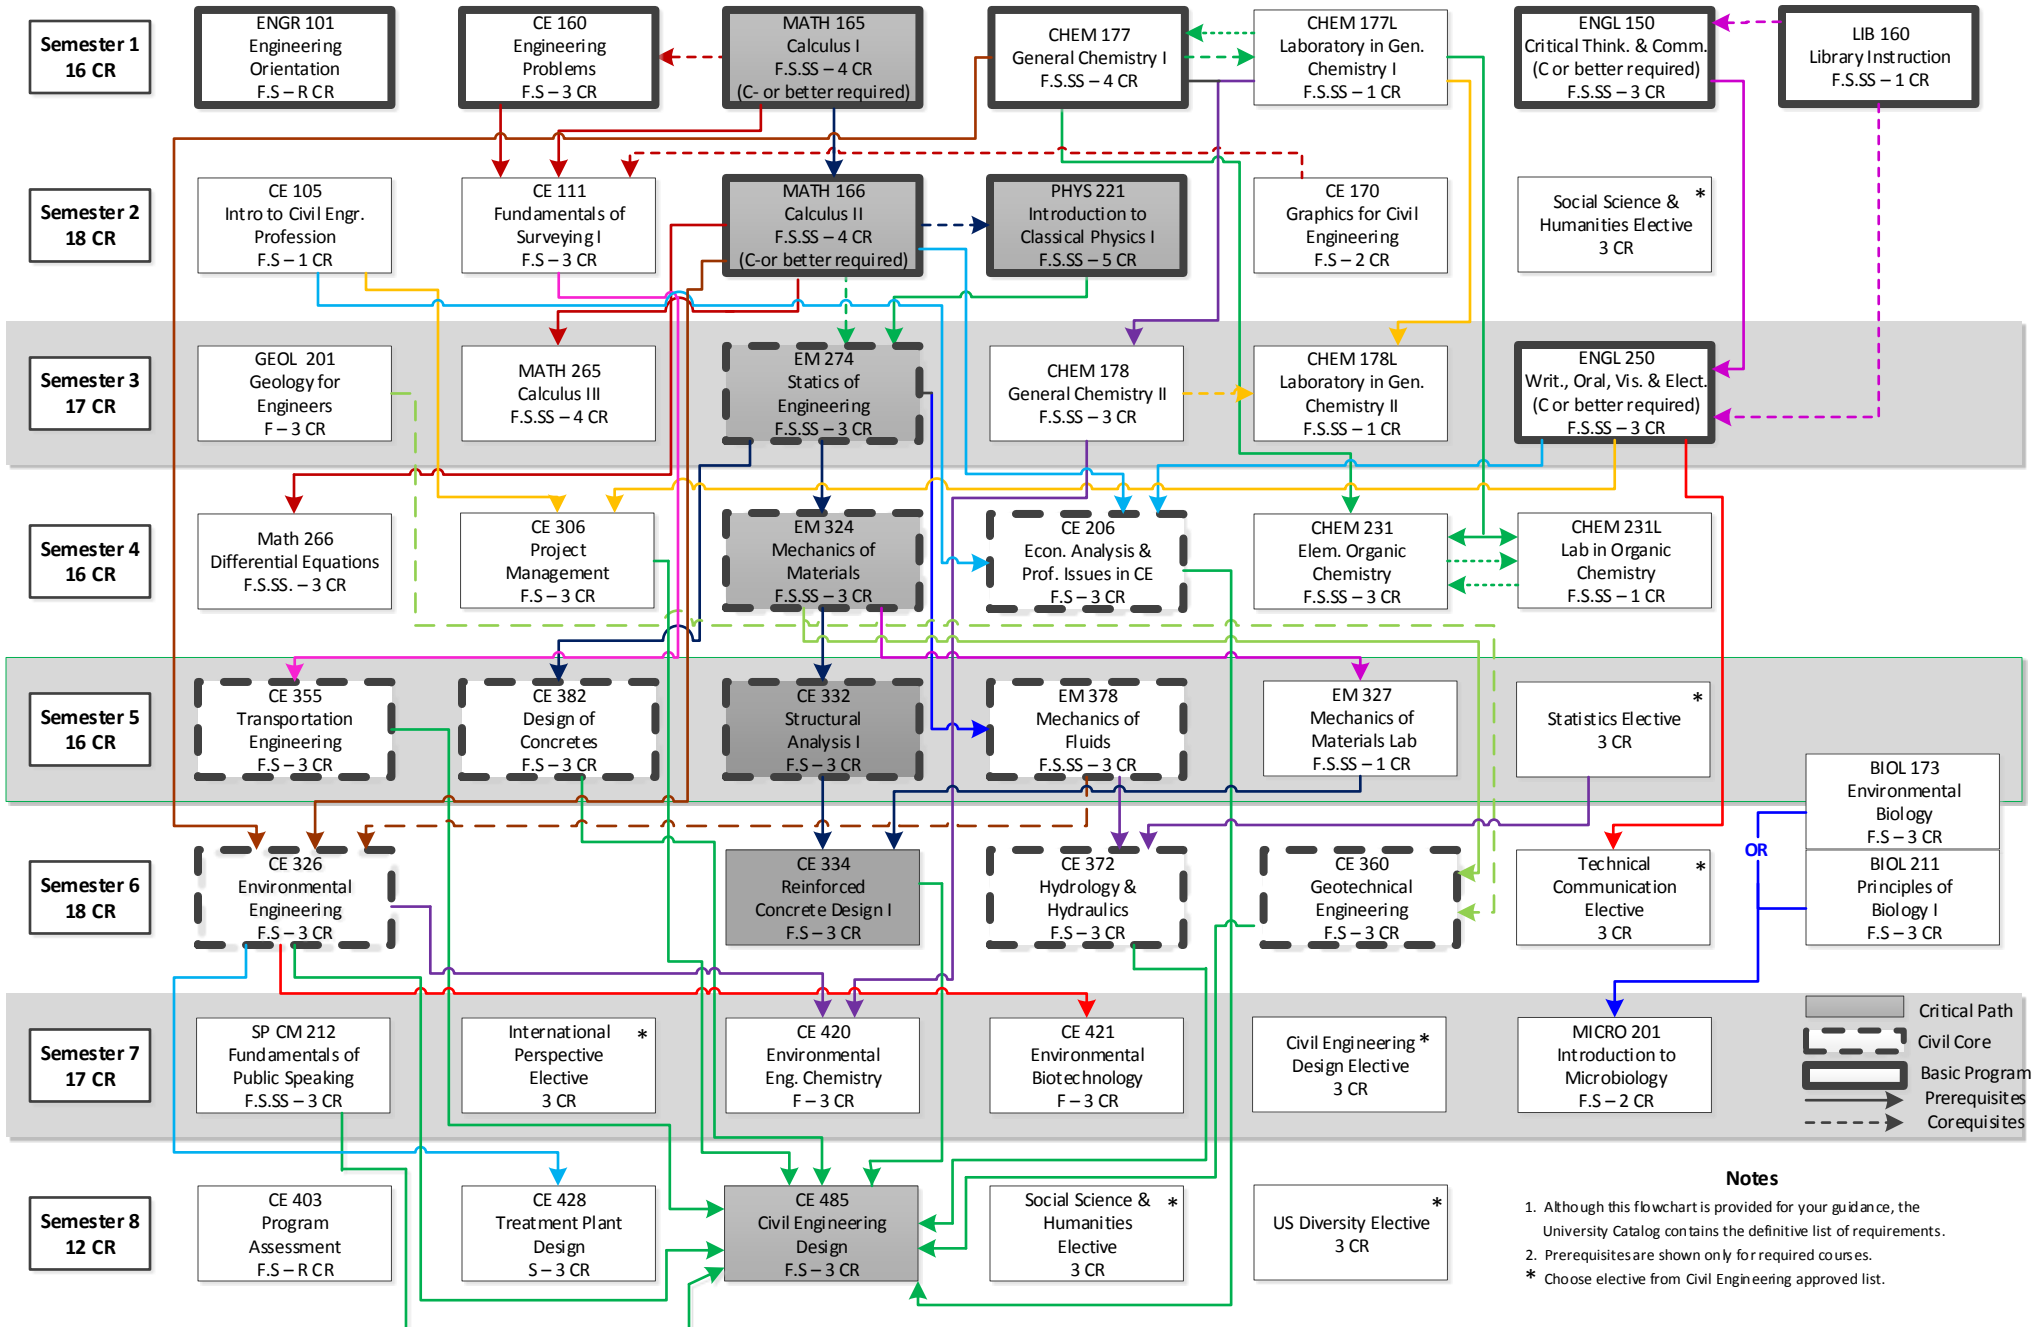 Semester 1
16 CR
ENGR 101
Engineering
Orientation
F.S – R CR
CE 160
Engineering
Problems
F.S – 3 CR
MATH 165
Calculus I
F.S.SS – 4 CR
(C- or better required)
CHEM 177
General Chemistry I
F.S.SS – 4 CR
CHEM 177L
Laboratory in Gen.
Chemistry I
F.S.SS – 1 CR
ENGL 150
Critical Think. & Comm.
(C or better required)
F.S.SS – 3 CR
LIB 160
Library Instruction
F.S.SS – 1 CR
Semester 2
18 CR
CE 105
Intro to Civil Engr.
Profession
F.S – 1 CR
CE 111
Fundamentals of
Surveying I
F.S – 3 CR
MATH 166
Calculus II
F.S.SS – 4 CR
(C-or better required)
PHYS 221
Introduction to
Classical Physics I
F.S.SS – 5 CR
CE 170
Graphics for Civil
Engineering
F.S – 2 CR
Social Science & *
Humanities Elective
3 CR
Semester 3
17 CR
GEOL 201
Geology for
Engineers
F – 3 CR
MATH 265
Calculus III
F.S.SS – 4 CR
EM 274
Statics of
Engineering
F.S.SS – 3 CR
CHEM 178
General Chemistry II
F.S.SS – 3 CR
CHEM 178L
Laboratory in Gen.
Chemistry II
F.S.SS – 1 CR
ENGL 250
Writ., Oral, Vis. & Elect.
(C or better required)
F.S.SS – 3 CR
Semester 4
16 CR
Math 266
Differential Equations
F.S.SS. – 3 CR
CE 306
Project
Management
F.S – 3 CR
EM 324
Mechanics of
Materials
F.S.SS – 3 CR
CE 206
Econ. Analysis &
Prof. Issues in CE
F.S – 3 CR
CHEM 231
Elem. Organic
Chemistry
F.S.SS – 3 CR
CHEM 231L
Lab in Organic
Chemistry
F.S.SS – 1 CR
Semester 5
16 CR
CE 355
Transportation
Engineering
F.S – 3 CR
CE 382
Design of
Concretes
F.S – 3 CR
CE 332
Structural
Analysis I
F.S – 3 CR
EM 378
Mechanics of
Fluids
F.S.SS – 3 CR
EM 327
Mechanics of
Materials Lab
F.S.SS – 1 CR
*
Statistics Elective
3 CR
BIOL 173
Environmental
Biology
F.S – 3 CR
OR
Semester 6
18 CR
CE 326
Environmental
Engineering
F.S – 3 CR
CE 334
Reinforced
Concrete Design I
F.S – 3 CR
CE 372
Hydrology &
Hydraulics
F.S – 3 CR
CE 360
Geotechnical
Engineering
F.S – 3 CR
Technical *
Communication
Elective
3 CR
BIOL 211
Principles of
Biology I
F.S – 3 CR
Semester 7
17 CR
SP CM 212
Fundamentals of
Public Speaking
F.S.SS – 3 CR
International *
Perspective
Elective
3 CR
CE 420
Environmental
Eng. Chemistry
F – 3 CR
CE 421
Environmental
Biotechnology
F – 3 CR
Civil Engineering *
Design Elective
3 CR
MICRO 201
Introduction to
Microbiology
F.S – 2 CR
Critical Path
Civil Core
Basic Program
Prerequisites
Corequisites
Semester 8
12 CR
CE 403
Program
Assessment
F.S – R CR
CE 428
Treatment Plant
Design
S – 3 CR
CE 485
Civil Engineering
Design
F.S – 3 CR
Social Science & *
Humanities
Elective
3 CR
*
US Diversity Elective
3 CR
Notes
1. Although this flowchart is provided for your guidance, the
University Catalog contains the definitive list of requirements.
2. Prerequisites are shown only for required courses.
* Choose elective from Civil Engineering approved list.